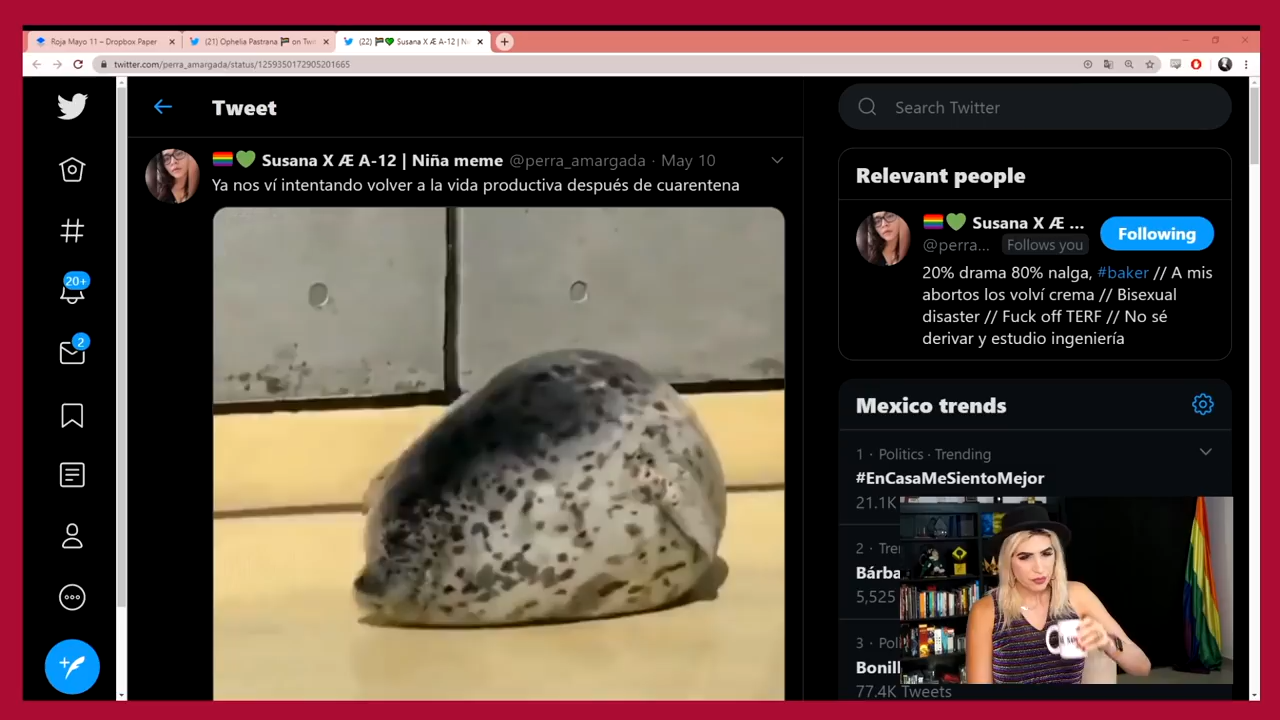 Roja Mayo 11 – Dropbox Paper
(21) Ophelia Pastrana 🏴 on Twi
(22) 🏴💚 Susana X Æ A-12 | N
twitter.com/perra_amargada/status/1259350172905201665
Tweet
🏳️‍🌈💚 Susana X Æ A-12 | Niña meme @perra_amargada · May 10
Ya nos ví intentando volver a la vida productiva después de cuarentena
20+
2
Search Twitter
Relevant people
🏳️‍🌈💚 Susana X Æ ...
@perra... Follows you
Following
20% drama 80% nalga, #baker // A mis
abortos los volví crema // Bisexual
disaster // Fuck off TERF // No sé
derivar y estudio ingeniería
Mexico trends
1 · Politics · Trending
#EnCasaMeSientoMejor
21.1K
2 · Tre
Bárba
5,525
3 · Pol
Bonill
77.4K Tweets